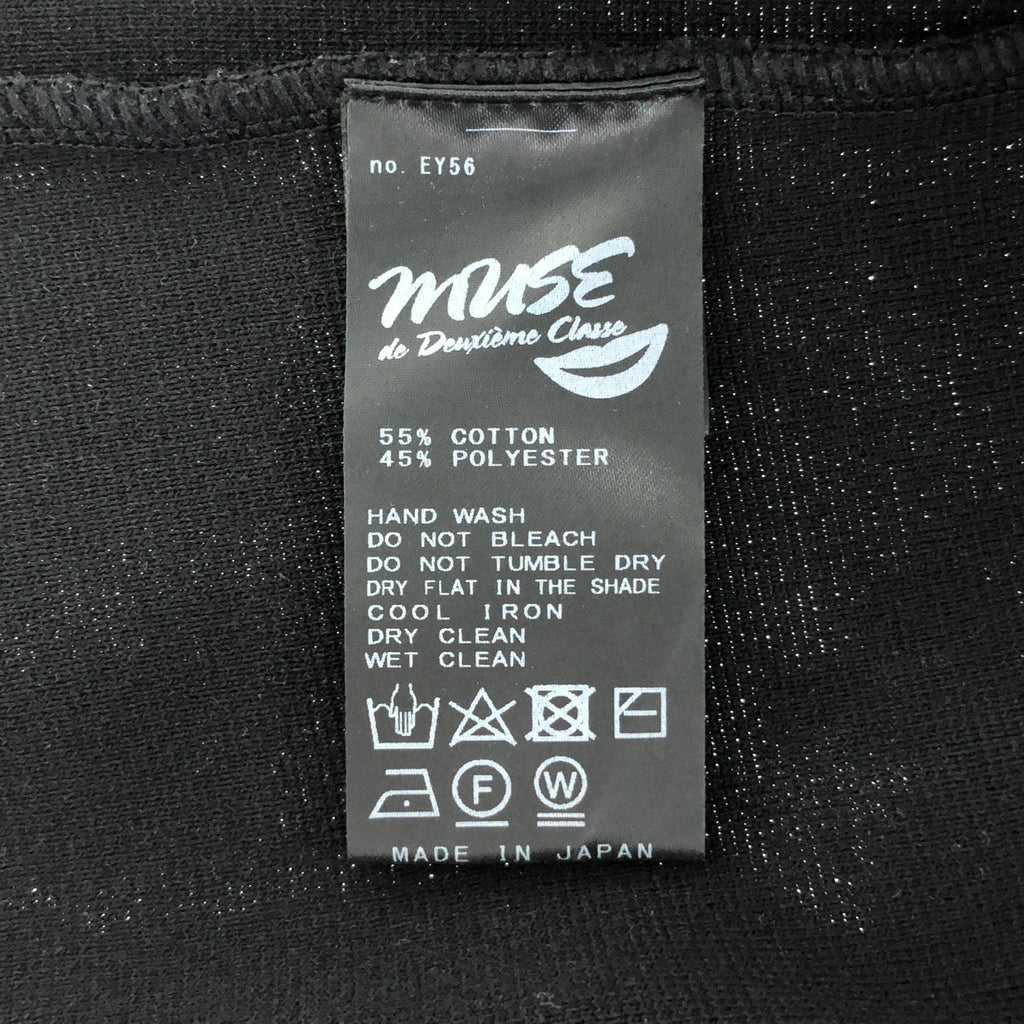 no. EY56
MUSE
de Deuxième Classe
55% COTTON
45% POLYESTER
HAND WASH
DO NOT BLEACH
DO NOT TUMBLE DRY
DRY FLAT IN THE SHADE
COOL IRON
DRY CLEAN
WET CLEAN
F W
MADE IN JAPAN